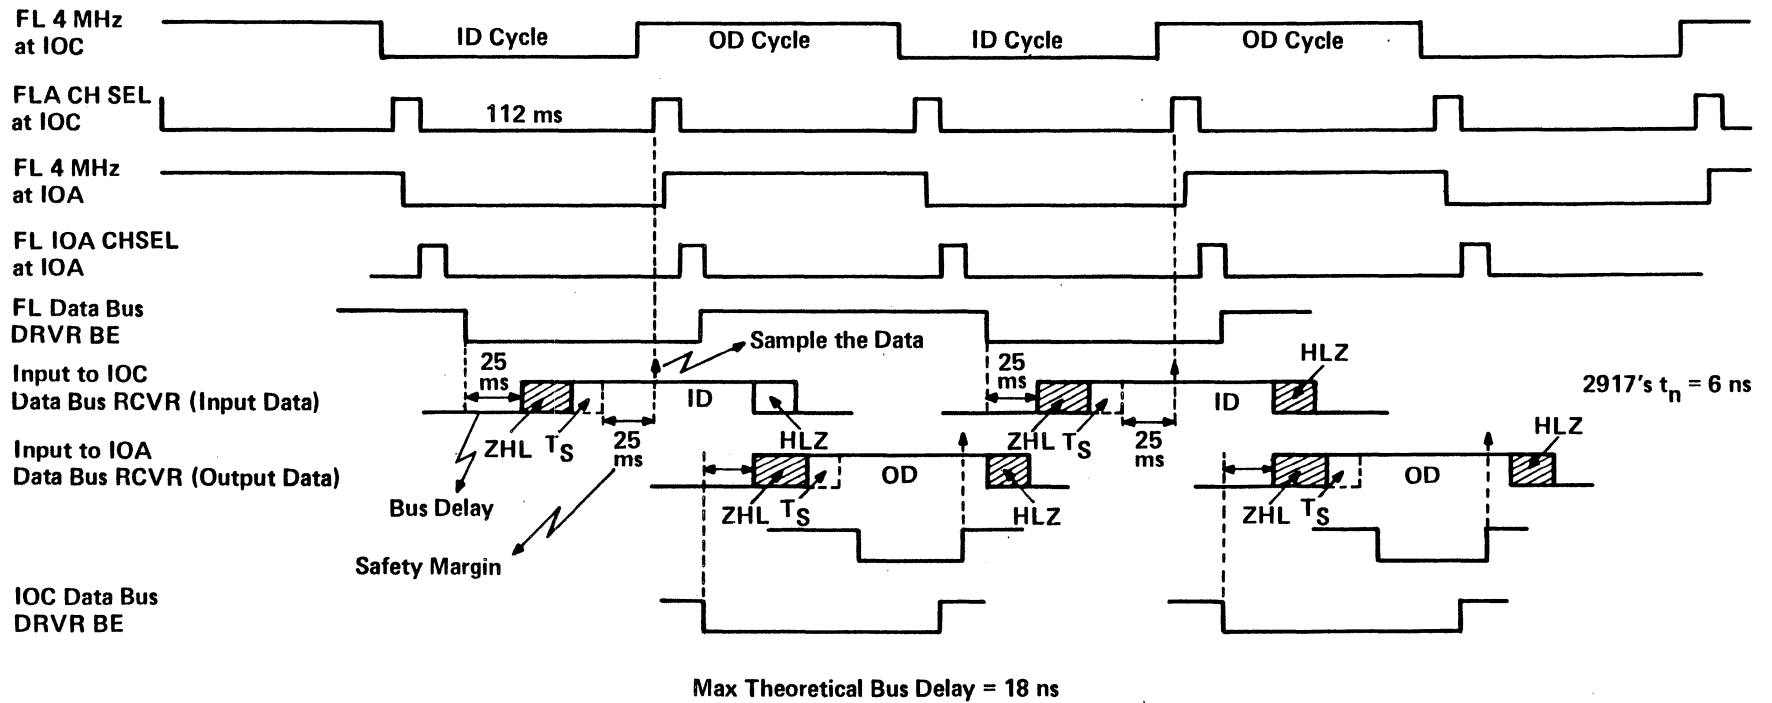 FL 4 MHz
at IOC
ID Cycle
OD Cycle
ID Cycle
OD Cycle
FLA CH SEL
at IOC
112 ms
FL 4 MHz
at IOA
FL IOA CHSEL
at IOA
FL Data Bus
DRVR BE
Sample the Data
Input to IOC
Data Bus RCVR (Input Data)
25
ms
ID
25
ms
ID
HLZ
2917's tn = 6 ns
ZHL
TS
25
ms
HLZ
ZHL
TS
25
ms
HLZ
Input to IOA
Data Bus RCVR (Output Data)
OD
OD
Bus Delay
ZHL
TS
HLZ
ZHL
TS
Safety Margin
IOC Data Bus
DRVR BE
Max Theoretical Bus Delay = 18 ns